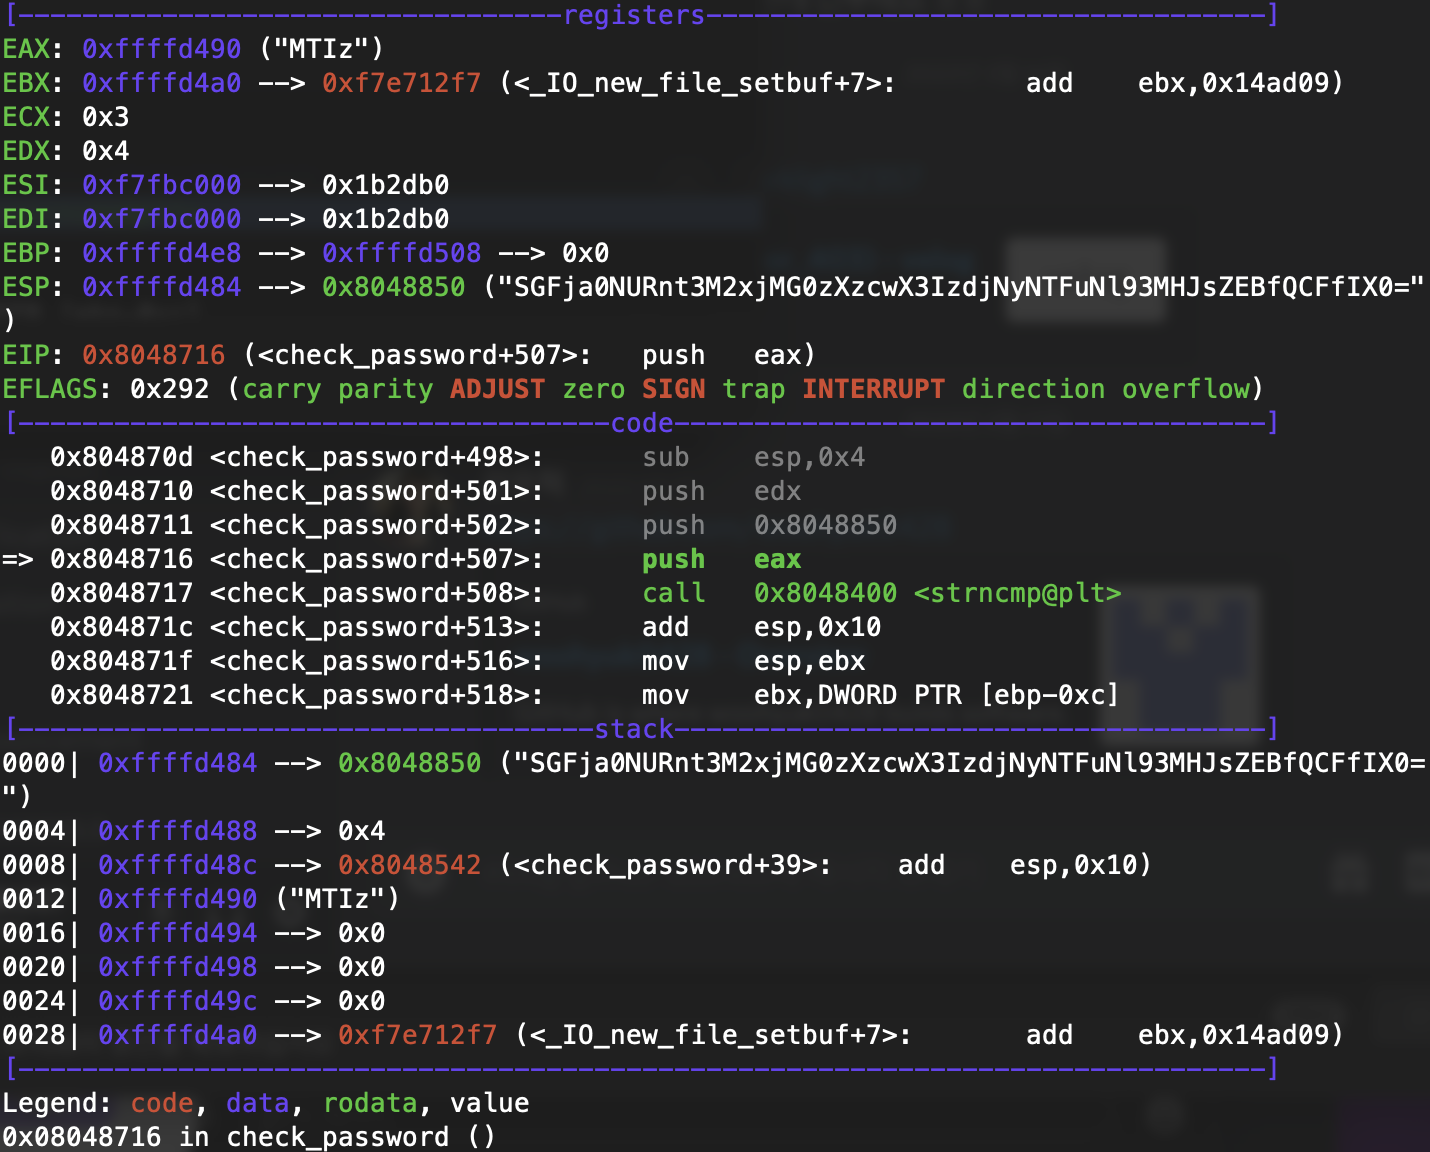 [----------------------------------registers-----------------------------------]
EAX: 0xffffd490 ("MTIz")
EBX: 0xffffd4a0 --> 0xf7e712f7 (<_IO_new_file_setbuf+7>:        add    ebx,0x14ad09)
ECX: 0x3
EDX: 0x4
ESI: 0xf7fbc000 --> 0x1b2db0
EDI: 0xf7fbc000 --> 0x1b2db0
EBP: 0xffffd4e8 --> 0xffffd508 --> 0x0
ESP: 0xffffd484 --> 0x8048850 ("SGFja0NURnt3M2xjMG0zXzcwX3IzdjNyNTFuNl93MHJsZEBfQCFfIX0="
)
EIP: 0x8048716 (<check_password+507>:   push   eax)
EFLAGS: 0x292 (carry parity ADJUST zero SIGN trap INTERRUPT direction overflow)
[-------------------------------------code-------------------------------------]
   0x804870d <check_password+498>:      sub    esp,0x4
   0x8048710 <check_password+501>:      push   edx
   0x8048711 <check_password+502>:      push   0x8048850
=> 0x8048716 <check_password+507>:      push   eax
   0x8048717 <check_password+508>:      call   0x8048400 <strncmp@plt>
   0x804871c <check_password+513>:      add    esp,0x10
   0x804871f <check_password+516>:      mov    esp,ebx
   0x8048721 <check_password+518>:      mov    ebx,DWORD PTR [ebp-0xc]
[------------------------------------stack-------------------------------------]
0000| 0xffffd484 --> 0x8048850 ("SGFja0NURnt3M2xjMG0zXzcwX3IzdjNyNTFuNl93MHJsZEBfQCFfIX0=
")
0004| 0xffffd488 --> 0x4
0008| 0xffffd48c --> 0x8048542 (<check_password+39>:    add    esp,0x10)
0012| 0xffffd490 ("MTIz")
0016| 0xffffd494 --> 0x0
0020| 0xffffd498 --> 0x0
0024| 0xffffd49c --> 0x0
0028| 0xffffd4a0 --> 0xf7e712f7 (<_IO_new_file_setbuf+7>:       add    ebx,0x14ad09)
[------------------------------------------------------------------------------]
Legend: code, data, rodata, value
0x08048716 in check_password ()